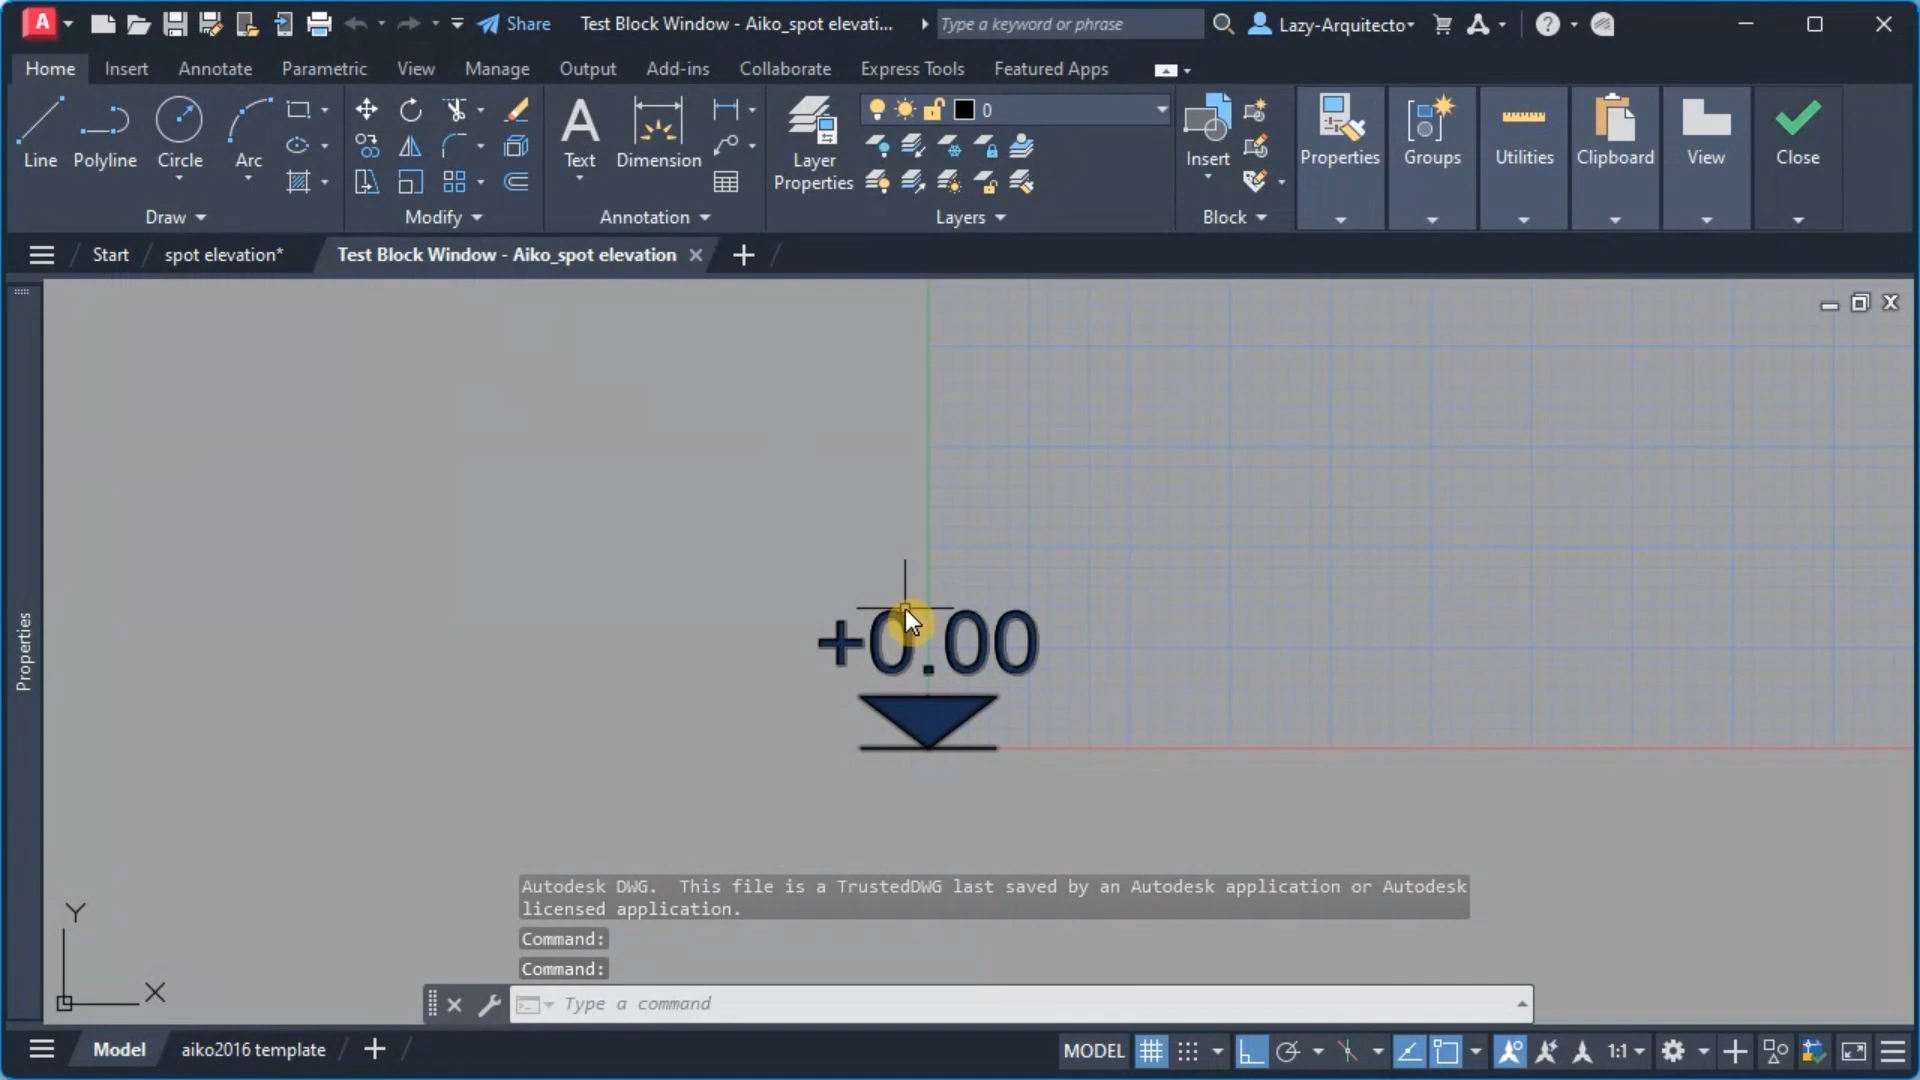 A
Share
Test Block Window - Aiko_spot elevati...
Type a keyword or phrase
Lazy-Arquitecto
Home
Insert
Annotate
Parametric
View
Manage
Output
Add-ins
Collaborate
Express Tools
Featured Apps
Line
Polyline
Circle
Arc
A
Text
Dimension
Layer
Properties
0
Insert
Properties
Groups
Utilities
Clipboard
View
Close
Draw
Modify
Annotation
Layers
Block
Start
spot elevation*
Test Block Window - Aiko_spot elevation
Properties
+0.00
Y
X
Autodesk DWG.  This file is a TrustedDWG last saved by an Autodesk application or Autodesk
licensed application.
Command:
Command:
Type a command
Model
aiko2016 template
MODEL
1:1